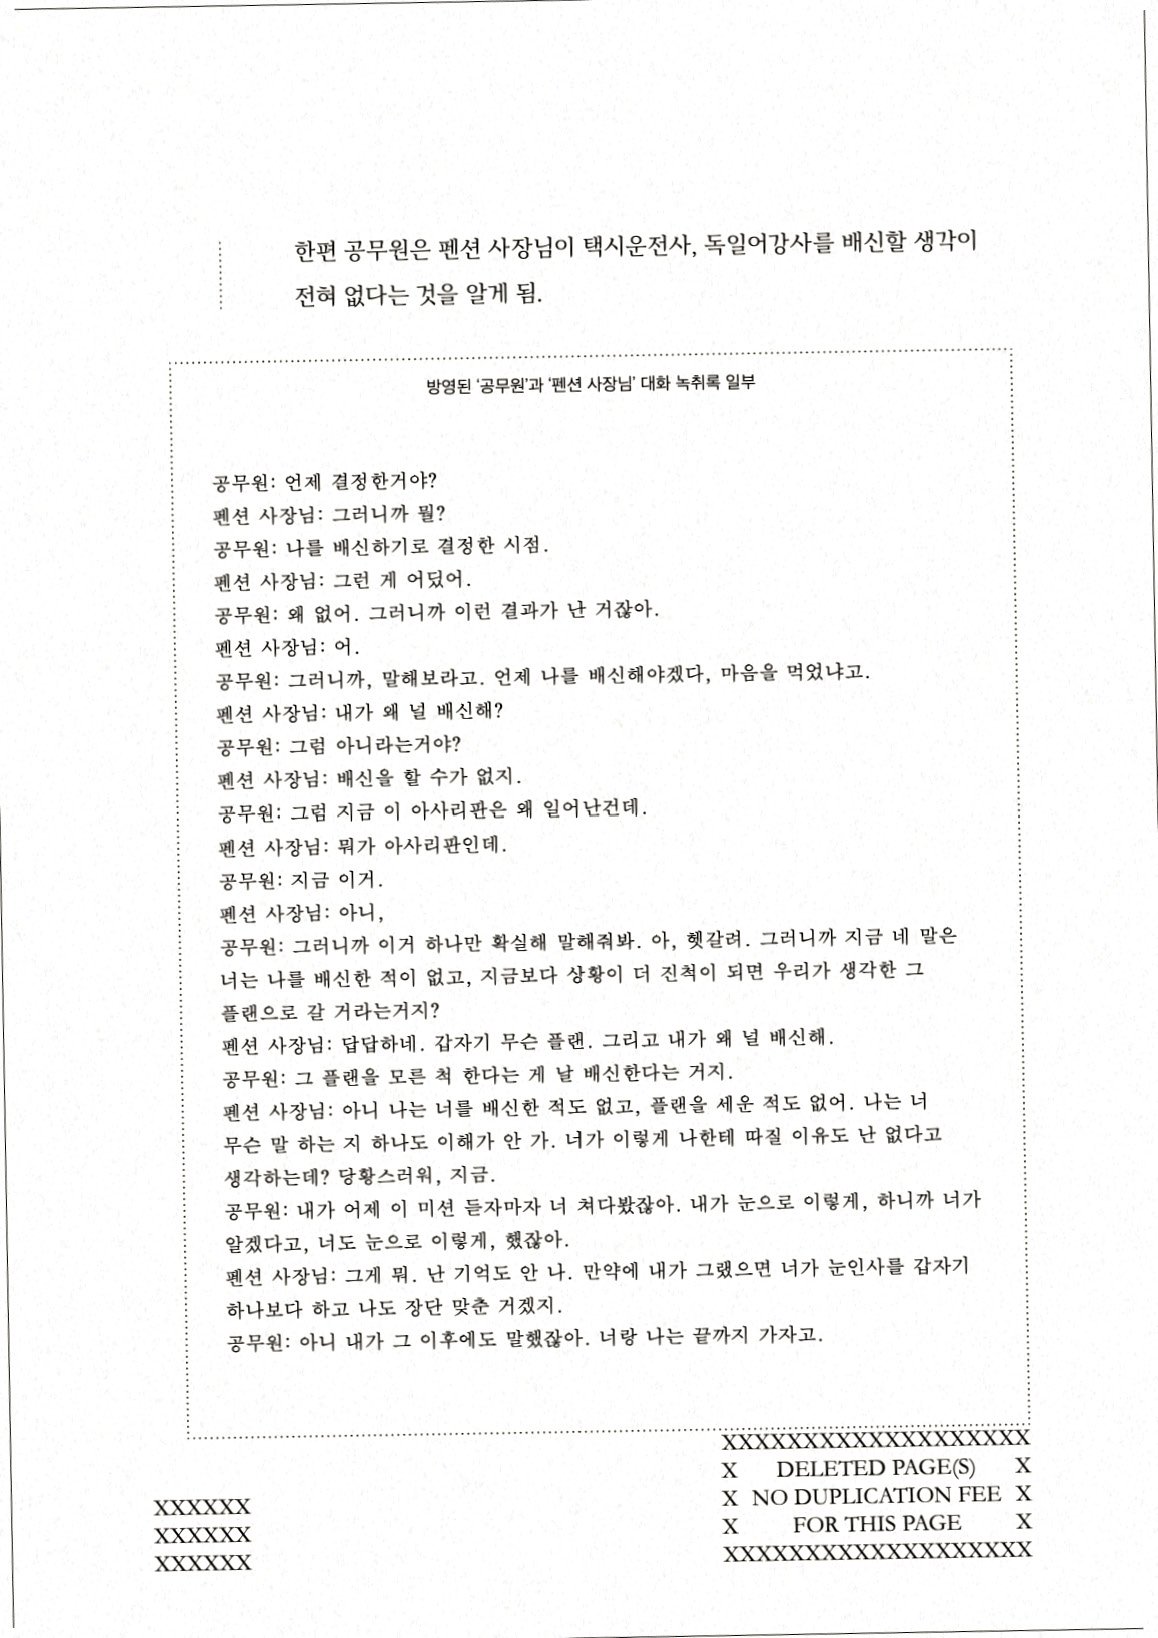 한편 공무원은 펜션 사장님이 택시운전사, 독일어강사를 배신할 생각이
전혀 없다는 것을 알게 됨.
방영된 ‘공무원’과 ‘펜션 사장님’ 대화 녹취록 일부
공무원: 언제 결정한거야?
펜션 사장님: 그러니까 뭘?
공무원: 나를 배신하기로 결정한 시점.
펜션 사장님: 그런 게 어딨어.
공무원: 왜 없어. 그러니까 이런 결과가 난 거잖아.
펜션 사장님: 어.
공무원: 그러니까, 말해보라고. 언제 나를 배신해야겠다, 마음을 먹었냐고.
펜션 사장님: 내가 왜 널 배신해?
공무원: 그럼 아니라는거야?
펜션 사장님: 배신을 할 수가 없지.
공무원: 그럼 지금 이 아사리판은 왜 일어난건데.
펜션 사장님: 뭐가 아사리판인데.
공무원: 지금 이거.
펜션 사장님: 아니,
공무원: 그러니까 이거 하나만 확실해 말해줘봐. 아, 헷갈려. 그러니까 지금 네 말은
너는 나를 배신한 적이 없고, 지금보다 상황이 더 진척이 되면 우리가 생각한 그
플랜으로 갈 거라는거지?
펜션 사장님: 답답하네. 갑자기 무슨 플랜. 그리고 내가 왜 널 배신해.
공무원: 그 플랜을 모른 척 한다는 게 날 배신한다는 거지.
펜션 사장님: 아니 나는 너를 배신한 적도 없고, 플랜을 세운 적도 없어. 나는 너
무슨 말 하는 지 하나도 이해가 안 가. 너가 이렇게 나한테 따질 이유도 난 없다고
생각하는데? 당황스러워, 지금.
공무원: 내가 어제 이 미션 듣자마자 너 쳐다봤잖아. 내가 눈으로 이렇게, 하니까 너가
알겠다고, 너도 눈으로 이렇게, 했잖아.
펜션 사장님: 그게 뭐. 난 기억도 안 나. 만약에 내가 그랬으면 너가 눈인사를 갑자기
하나보다 하고 나도 장단 맞춘 거겠지.
공무원: 아니 내가 그 이후에도 말했잖아. 너랑 나는 끝까지 가자고.
XXXXXX
XXXXXX
XXXXXX
XXXXXXXXXXXXXXXXXXX
X DELETED PAGE(S) X
X NO DUPLICATION FEE X
X FOR THIS PAGE X
XXXXXXXXXXXXXXXXXXX